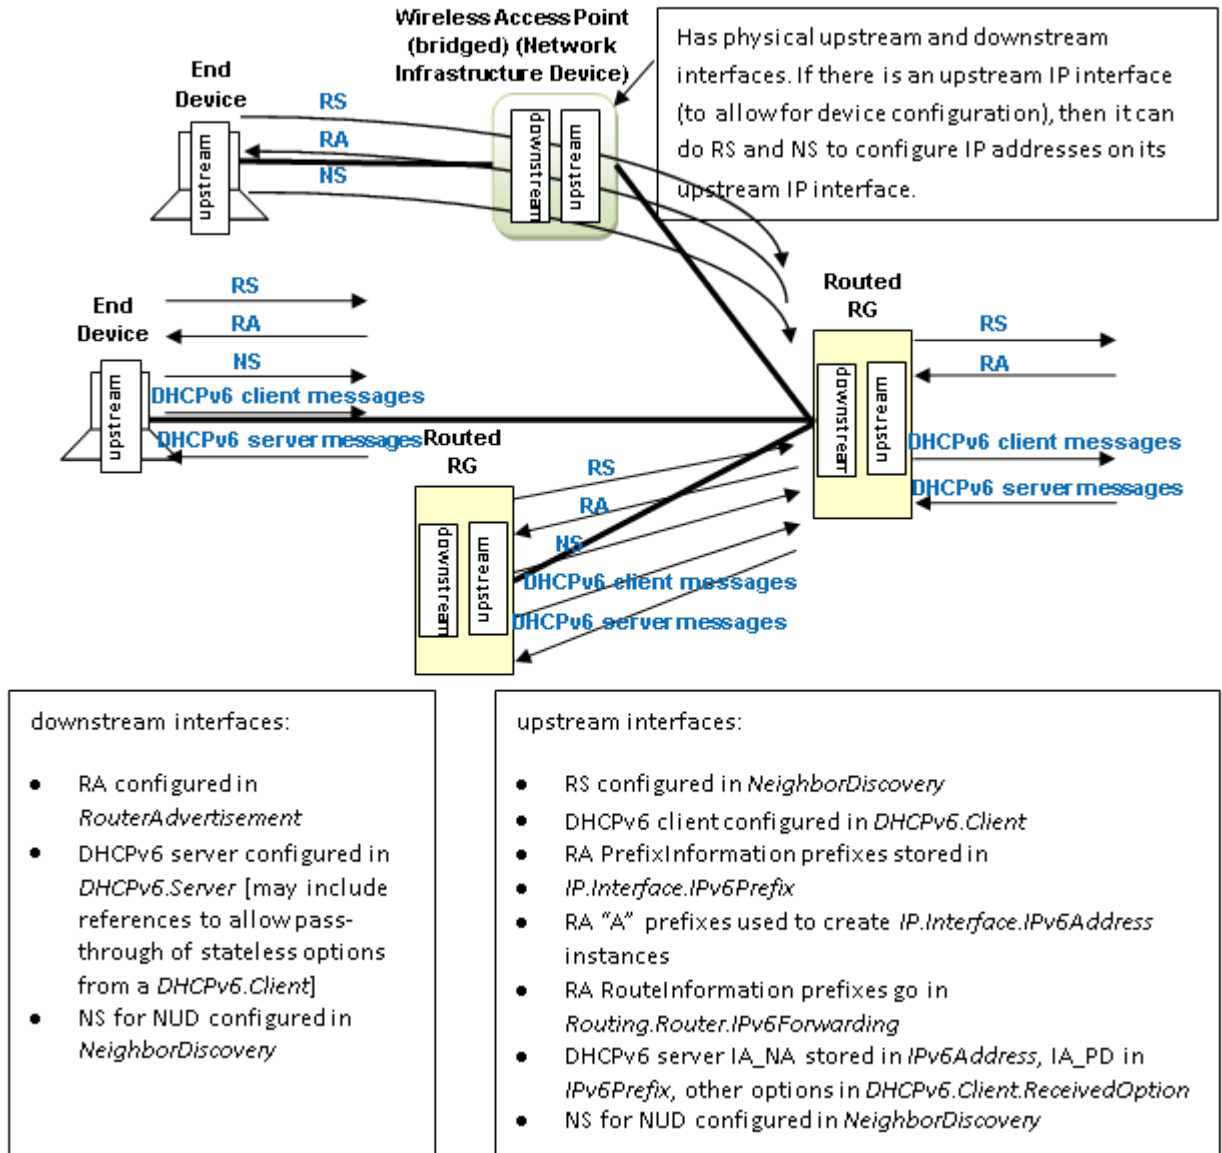 Wireless Access Point
(bridged) (Network
Infrastructure Device)
Has physical upstream and downstream
interfaces. If there is an upstream IP interface
(to allow for device configuration), then it can
do RS and NS to configure IP addresses on its
upstream IP interface.
End
Device
RS
RA
NS
upstream
downstream
upstream
End
Device
RS
RA
NS
DHCPv6 client messages
DHCPv6 server messages
upstream
Routed
RG
RS
RA
DHCPv6 client messages
DHCPv6 server messages
downstrear
upstream
Routed
RG
RS
RA
NS
DHCPv6 client messages
DHCPv6 server messages
downstream
upstream
downstream interfaces:
● RA configured in
RouterAdvertisement
● DHCPv6 server configured in
DHCPv6.Server [may include
references to allow pass-
through of stateless options
from a DHCPv6.Client]
● NS for NUD configured in
NeighborDiscovery
upstream interfaces:
● RS configured in NeighborDiscovery
● DHCPv6 client configured in DHCPv6.Client
● RA PrefixInformation prefixes stored in
● IP.Interface.IPv6Prefix
● RA “A” prefixes used to create IP.Interface.IPv6Address
instances
● RA RouteInformation prefixes go in
Routing.Router.IPv6Forwarding
● DHCPv6 server IA_NA stored in IPv6Address, IA_PD in
IPv6Prefix, other options in DHCPv6.Client.ReceivedOption
● NS for NUD configured in NeighborDiscovery